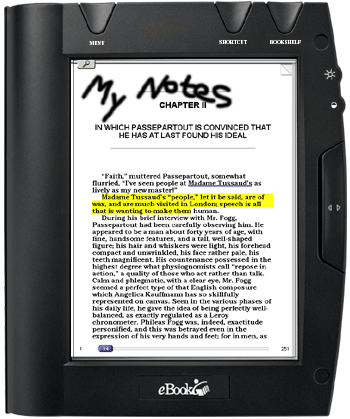 MENU
SHORTCUT
BOOKSHELF
My Notes
CHAPTER II
IN WHICH PASSEPARTOUT IS CONVINCED THAT
HE HAS AT LAST FOUND HIS IDEAL
"Faith," muttered Passepartout, somewhat
flurried, "I've seen people at Madame Tussaud's as
lively as my new master!"
Madame Tussaud's "people," let it be said, are of
wax, and are much visited in London; speech is all
that is wanting to make them human.
During his brief interview with Mr. Fogg,
Passepartout had been carefully observing him. He
appeared to be a man about forty years of age, with
fine, handsome features, and a tall, well-shaped
figure; his hair and whiskers were light, his forehead
compact and unwrinkled, his face rather pale, his
teeth magnificent. His countenance possessed in the
highest degree what physiognomists call "repose in
action," a quality of those who act rather than talk.
Calm and phlegmatic, with a clear eye, Mr. Fogg
seemed a perfect type of that English composure
which Angelica Kauffmann has so skilfully
represented on canvas. Seen in the various phases of
his daily life, he gave the idea of being perfectly well-
balanced, as exactly regulated as a Leroy
chronometer. Phileas Fogg was, indeed, exactitude
personified, and this was betrayed even in the
expression of his very hands and feet; for in men, as
1
251
eBook